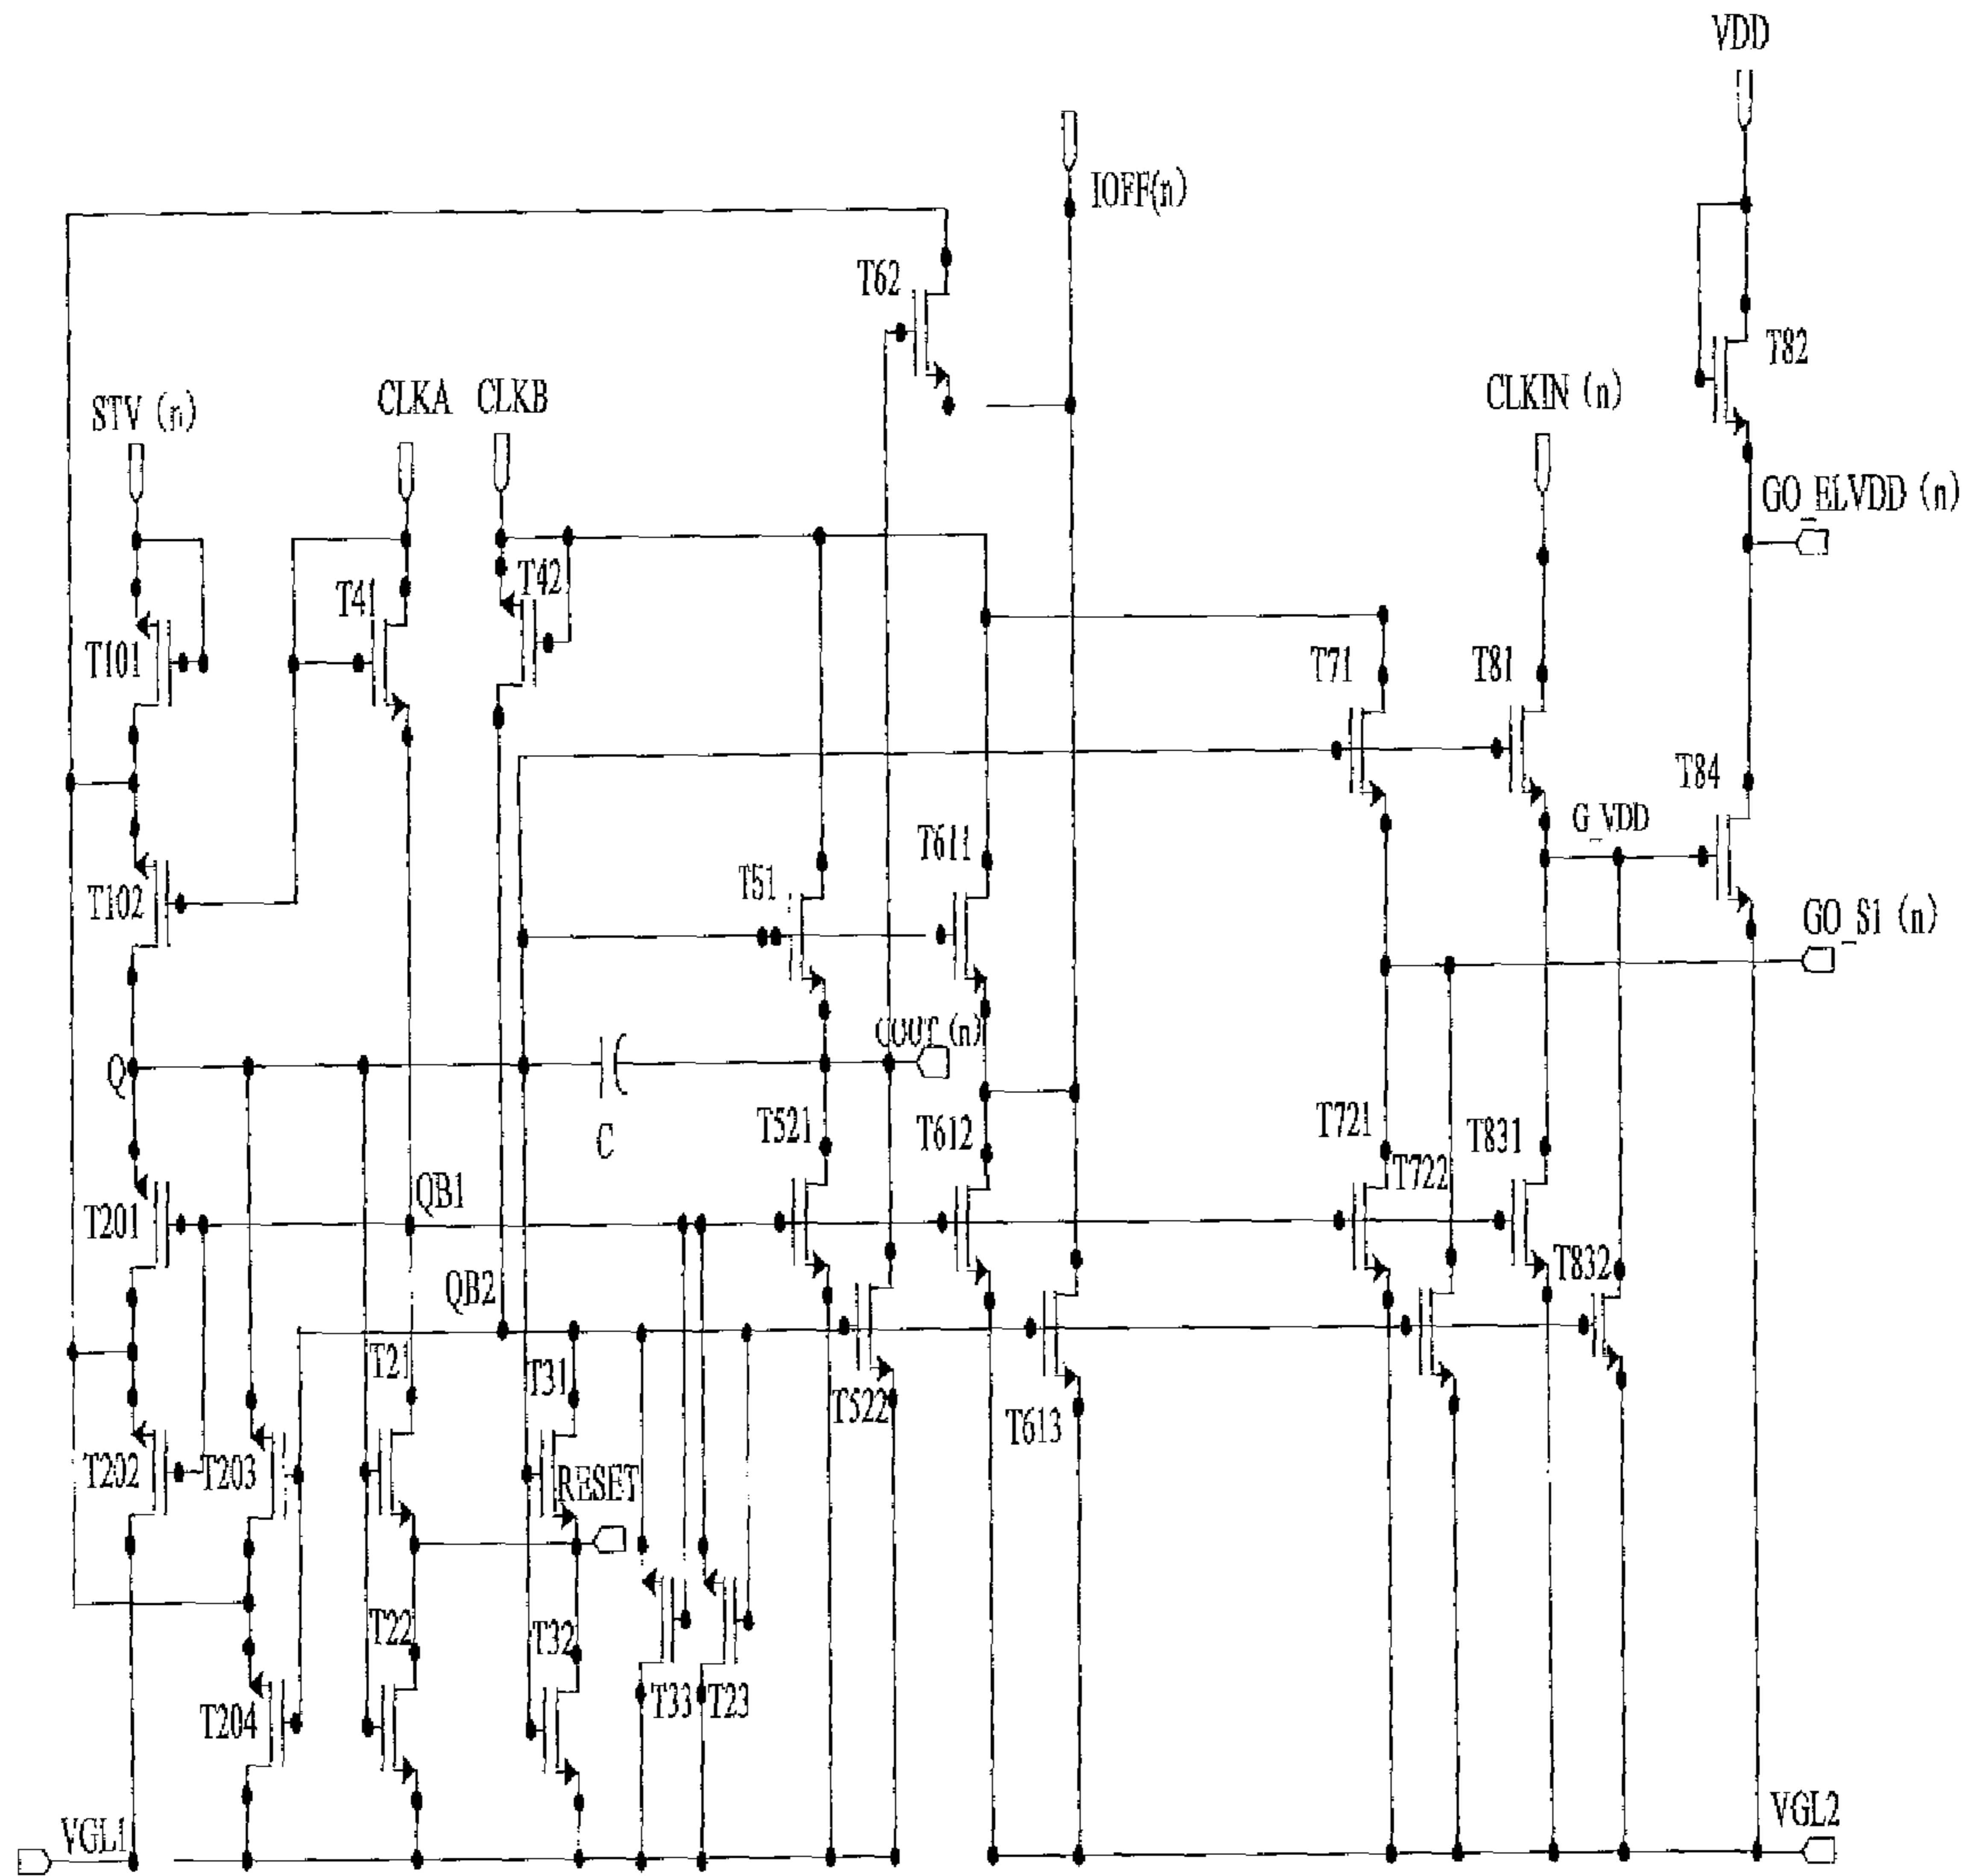 VDD
IOFF(n)
T62
T82
STV (n)
CLKA
CLKB
CLKIN (n)
GO_ELVDD (n)
T41
T42
T101
T71
T81
T84
G_VDD
T611
T51
T102
GO_S1 (n)
COUT (n)
Q
C
T521
T612
T721
T831
T722
QB1
T201
T832
QB2
T21
T31
T522
T613
T202
T203
RESET
T22
T32
T33
T23
T204
VGL1
VGL2